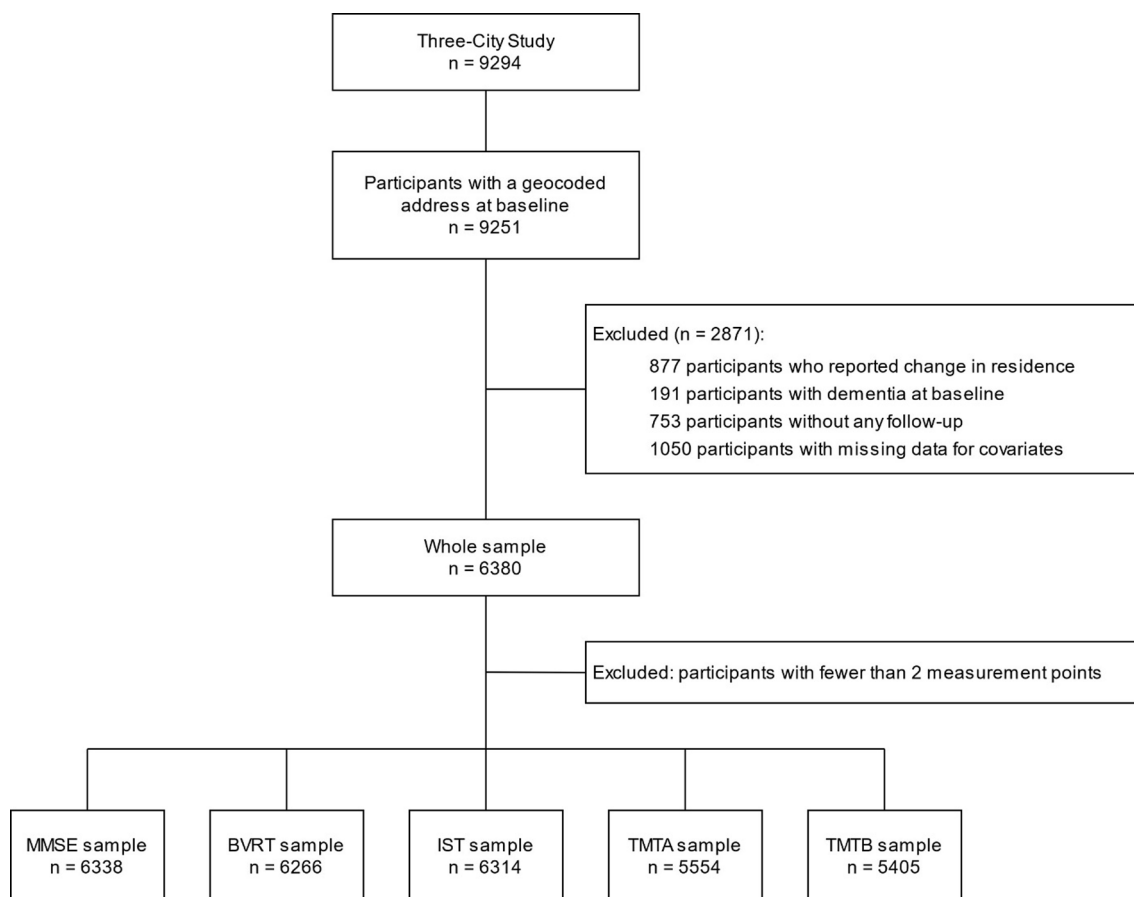 Three-City Study
n = 9294
Participants with a geocoded
address at baseline
n = 9251
Excluded (n = 2871):
877 participants who reported change in residence
191 participants with dementia at baseline
753 participants without any follow-up
1050 participants with missing data for covariates
Whole sample
n = 6380
Excluded: participants with fewer than 2 measurement points
MMSE sample
n = 6338
BVRT sample
n = 6266
IST sample
n = 6314
TMTA sample
n = 5554
TMTB sample
n = 5405